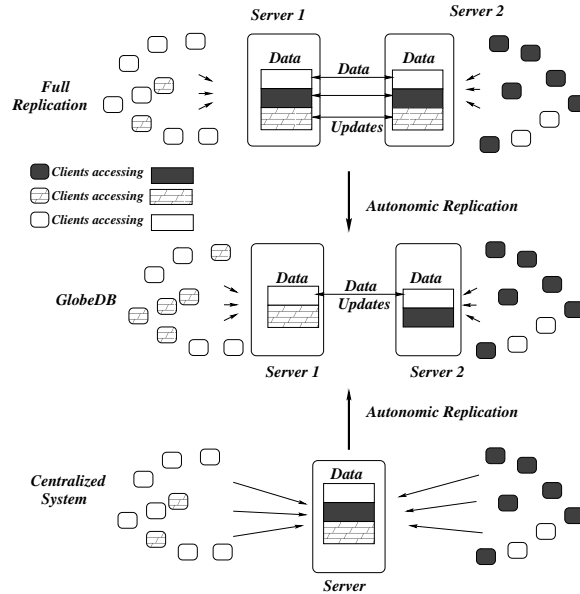 Server 1
Server 2
Full
Replication
Data
Data
Data
Updates
Clients accessing
Clients accessing
Clients accessing
Autonomic Replication
GlobeDB
Data
Data
Updates
Data
Server 1
Server 2
Autonomic Replication
Centralized
System
Data
Server